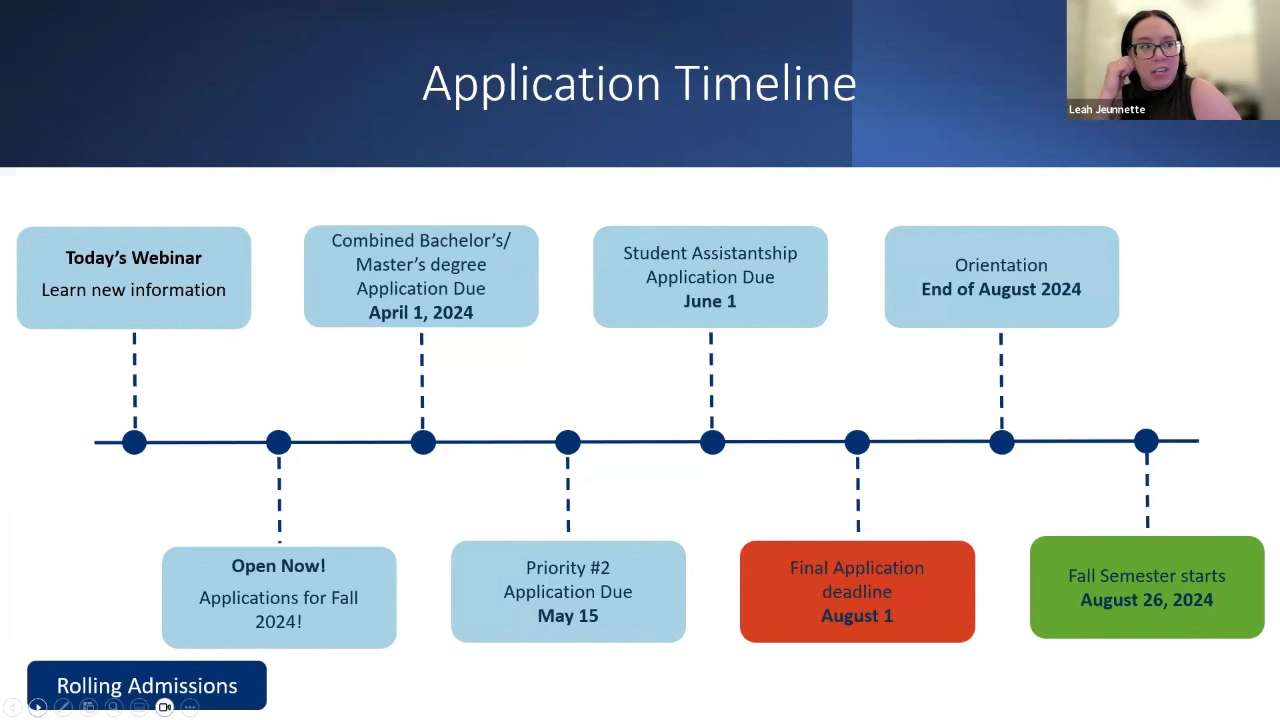 Application Timeline
Leah Jeunnette
Today's Webinar
Learn new information
Combined Bachelor's/
Master's degree
Application Due
April 1, 2024
Student Assistantship
Application Due
June 1
Orientation
End of August 2024
Open Now!
Applications for Fall
2024!
Priority #2
Application Due
May 15
Final Application
deadline
August 1
Fall Semester starts
August 26, 2024
Rolling Admissions